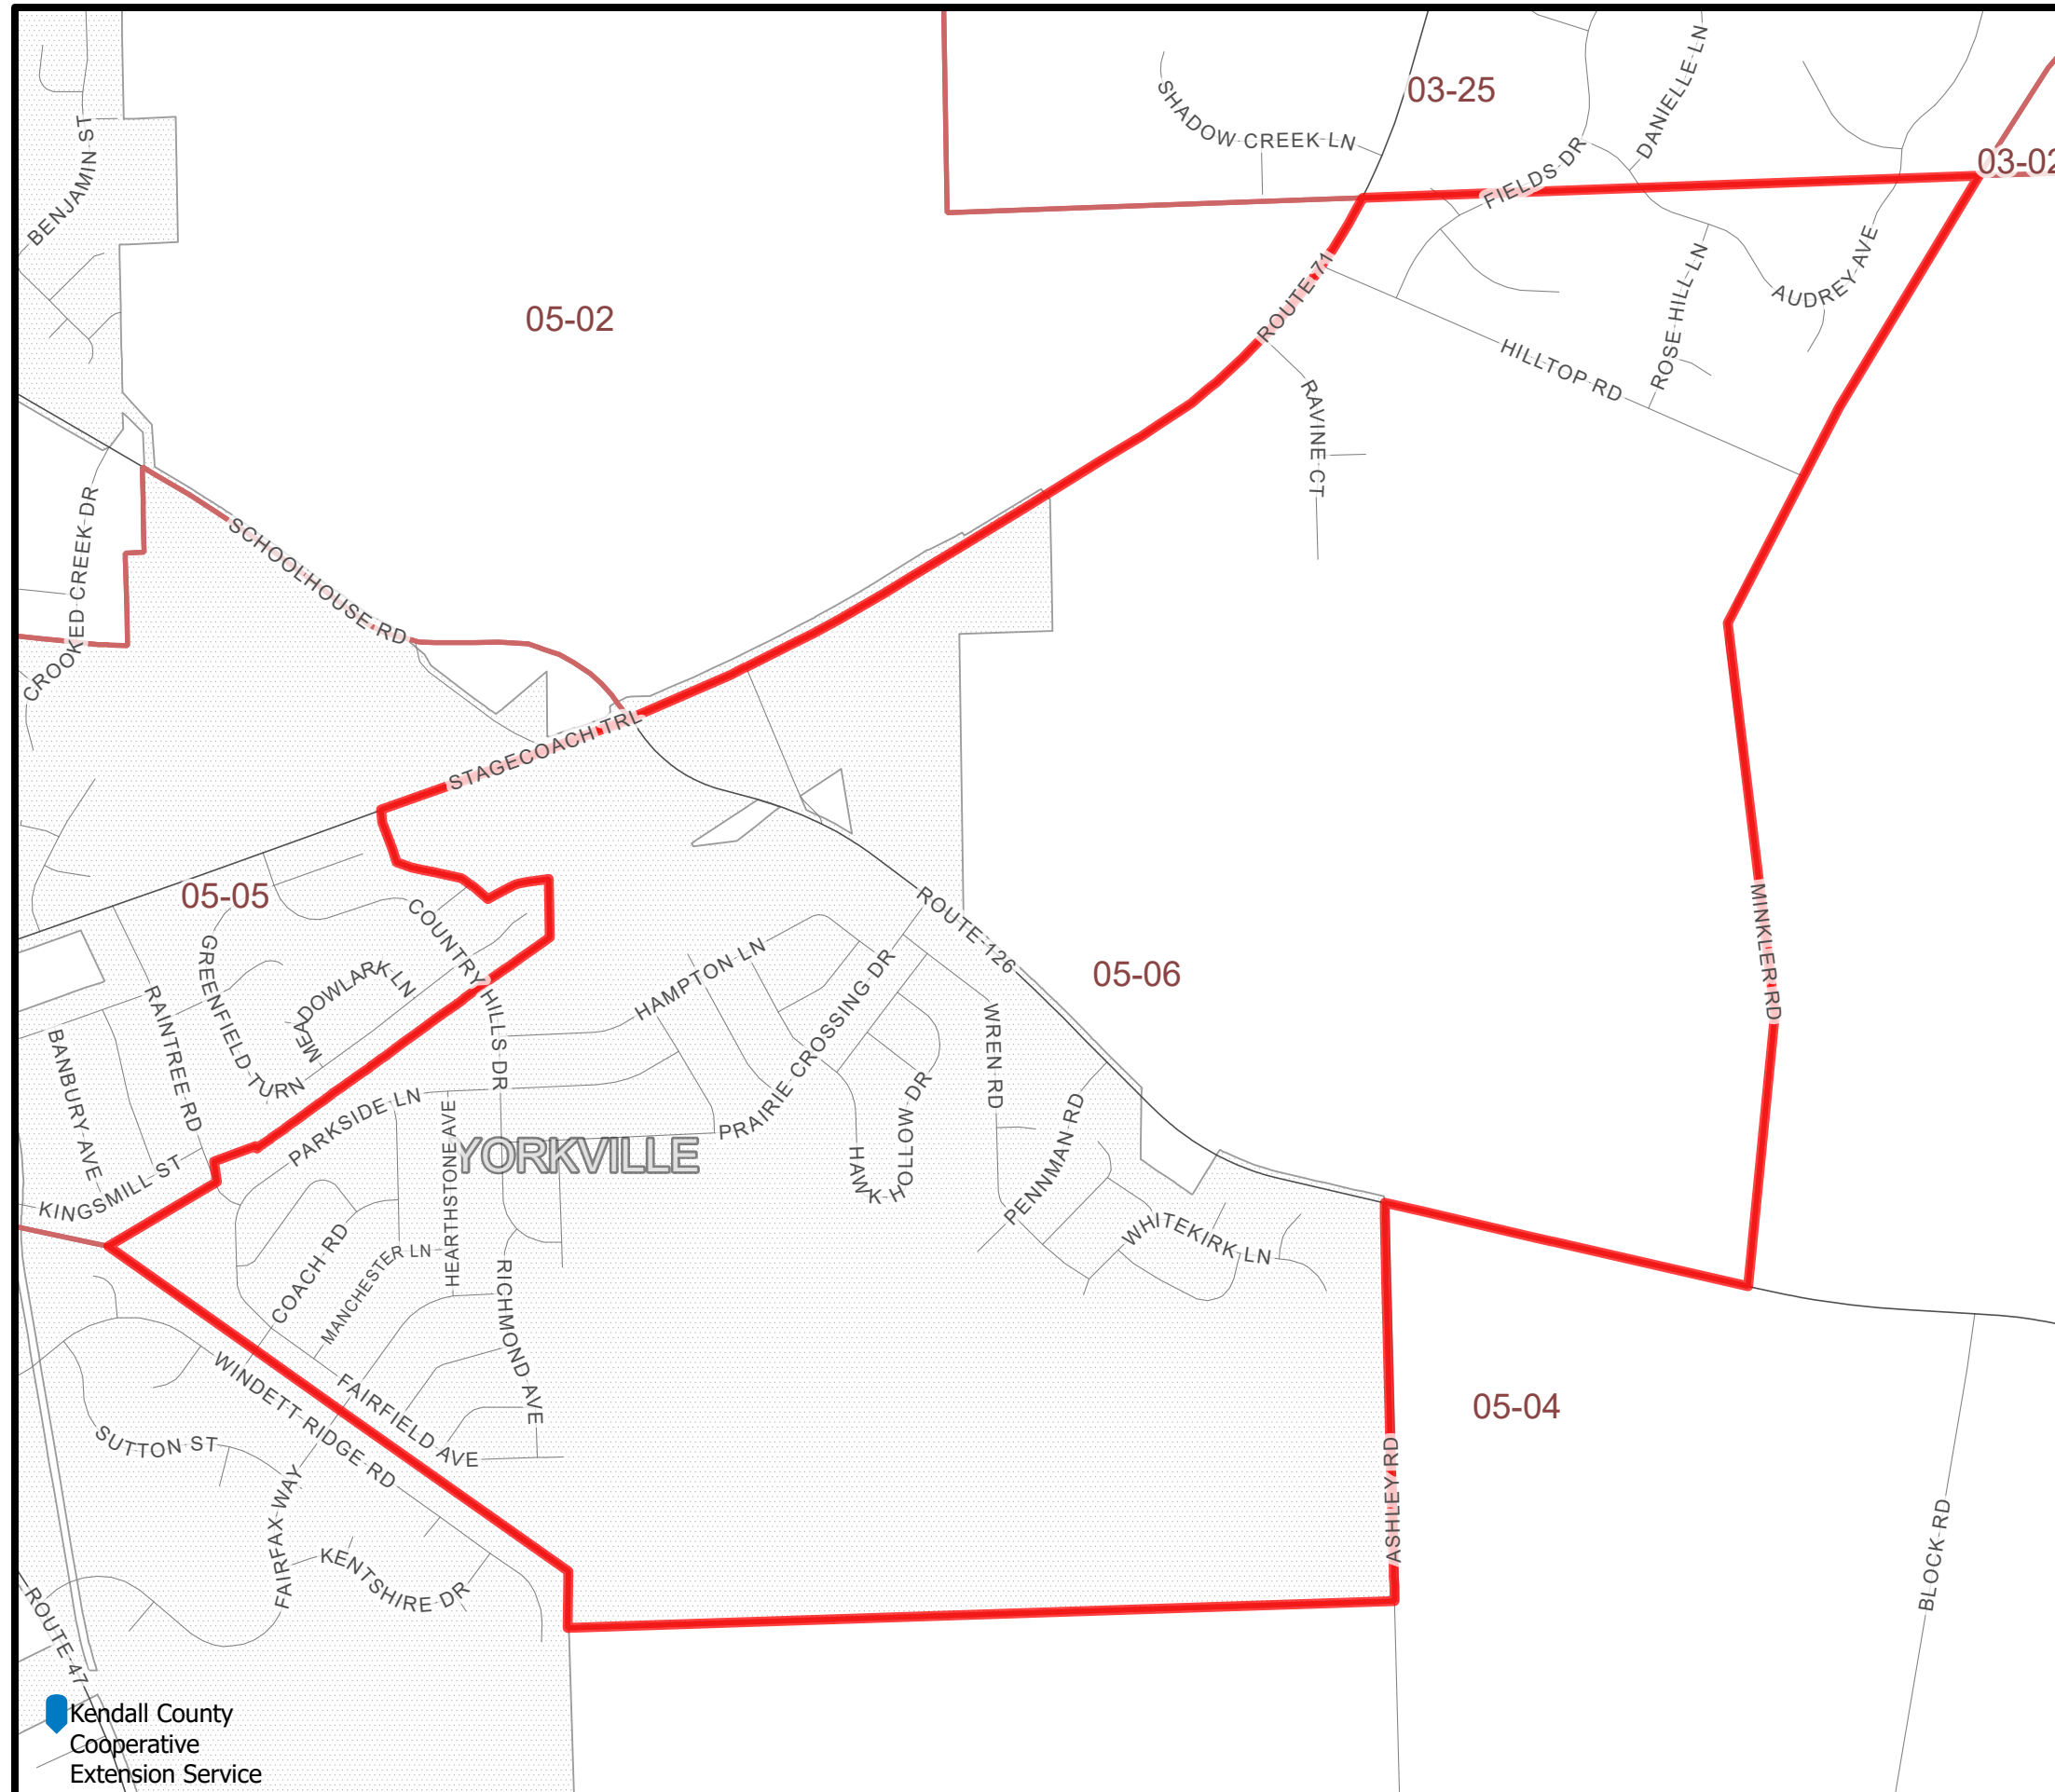 03-25
SHADOW CREEK LN
DANIELLE LN
FIELDS DR
03-02
BENJAMIN ST
AUDREY AVE
ROSE HILL LN
ROUTE 71
05-02
HILLTOP RD
RAVINE CT
CROOKED CREEK DR
SCHOOLHOUSE RD
STAGECOACH TRL
05-05
COUNTRY HILLS DR
ROUTE 126
MINKLER RD
GREENFIELD TURN
MEADOWLARK LN
HAMPTON LN
05-06
RAINTREE RD
PRAIRIE CROSSING DR
WREN RD
BANBURY AVE
PARKSIDE LN
HEARTHSTONE AVE
YORKVILLE
HAWK HOLLOW DR
PENNMAN RD
KINGSMILL ST
WHITEKIRK LN
COACH RD
MANCHESTER LN
RICHMOND AVE
WINDETT RIDGE RD
FAIRFIELD AVE
05-04
SUTTON ST
ASHLEY RD
FAIRFAX WAY
KENTSHIRE DR
BLOCK RD
ROUTE 47
Kendall County
Cooperative
Extension Service